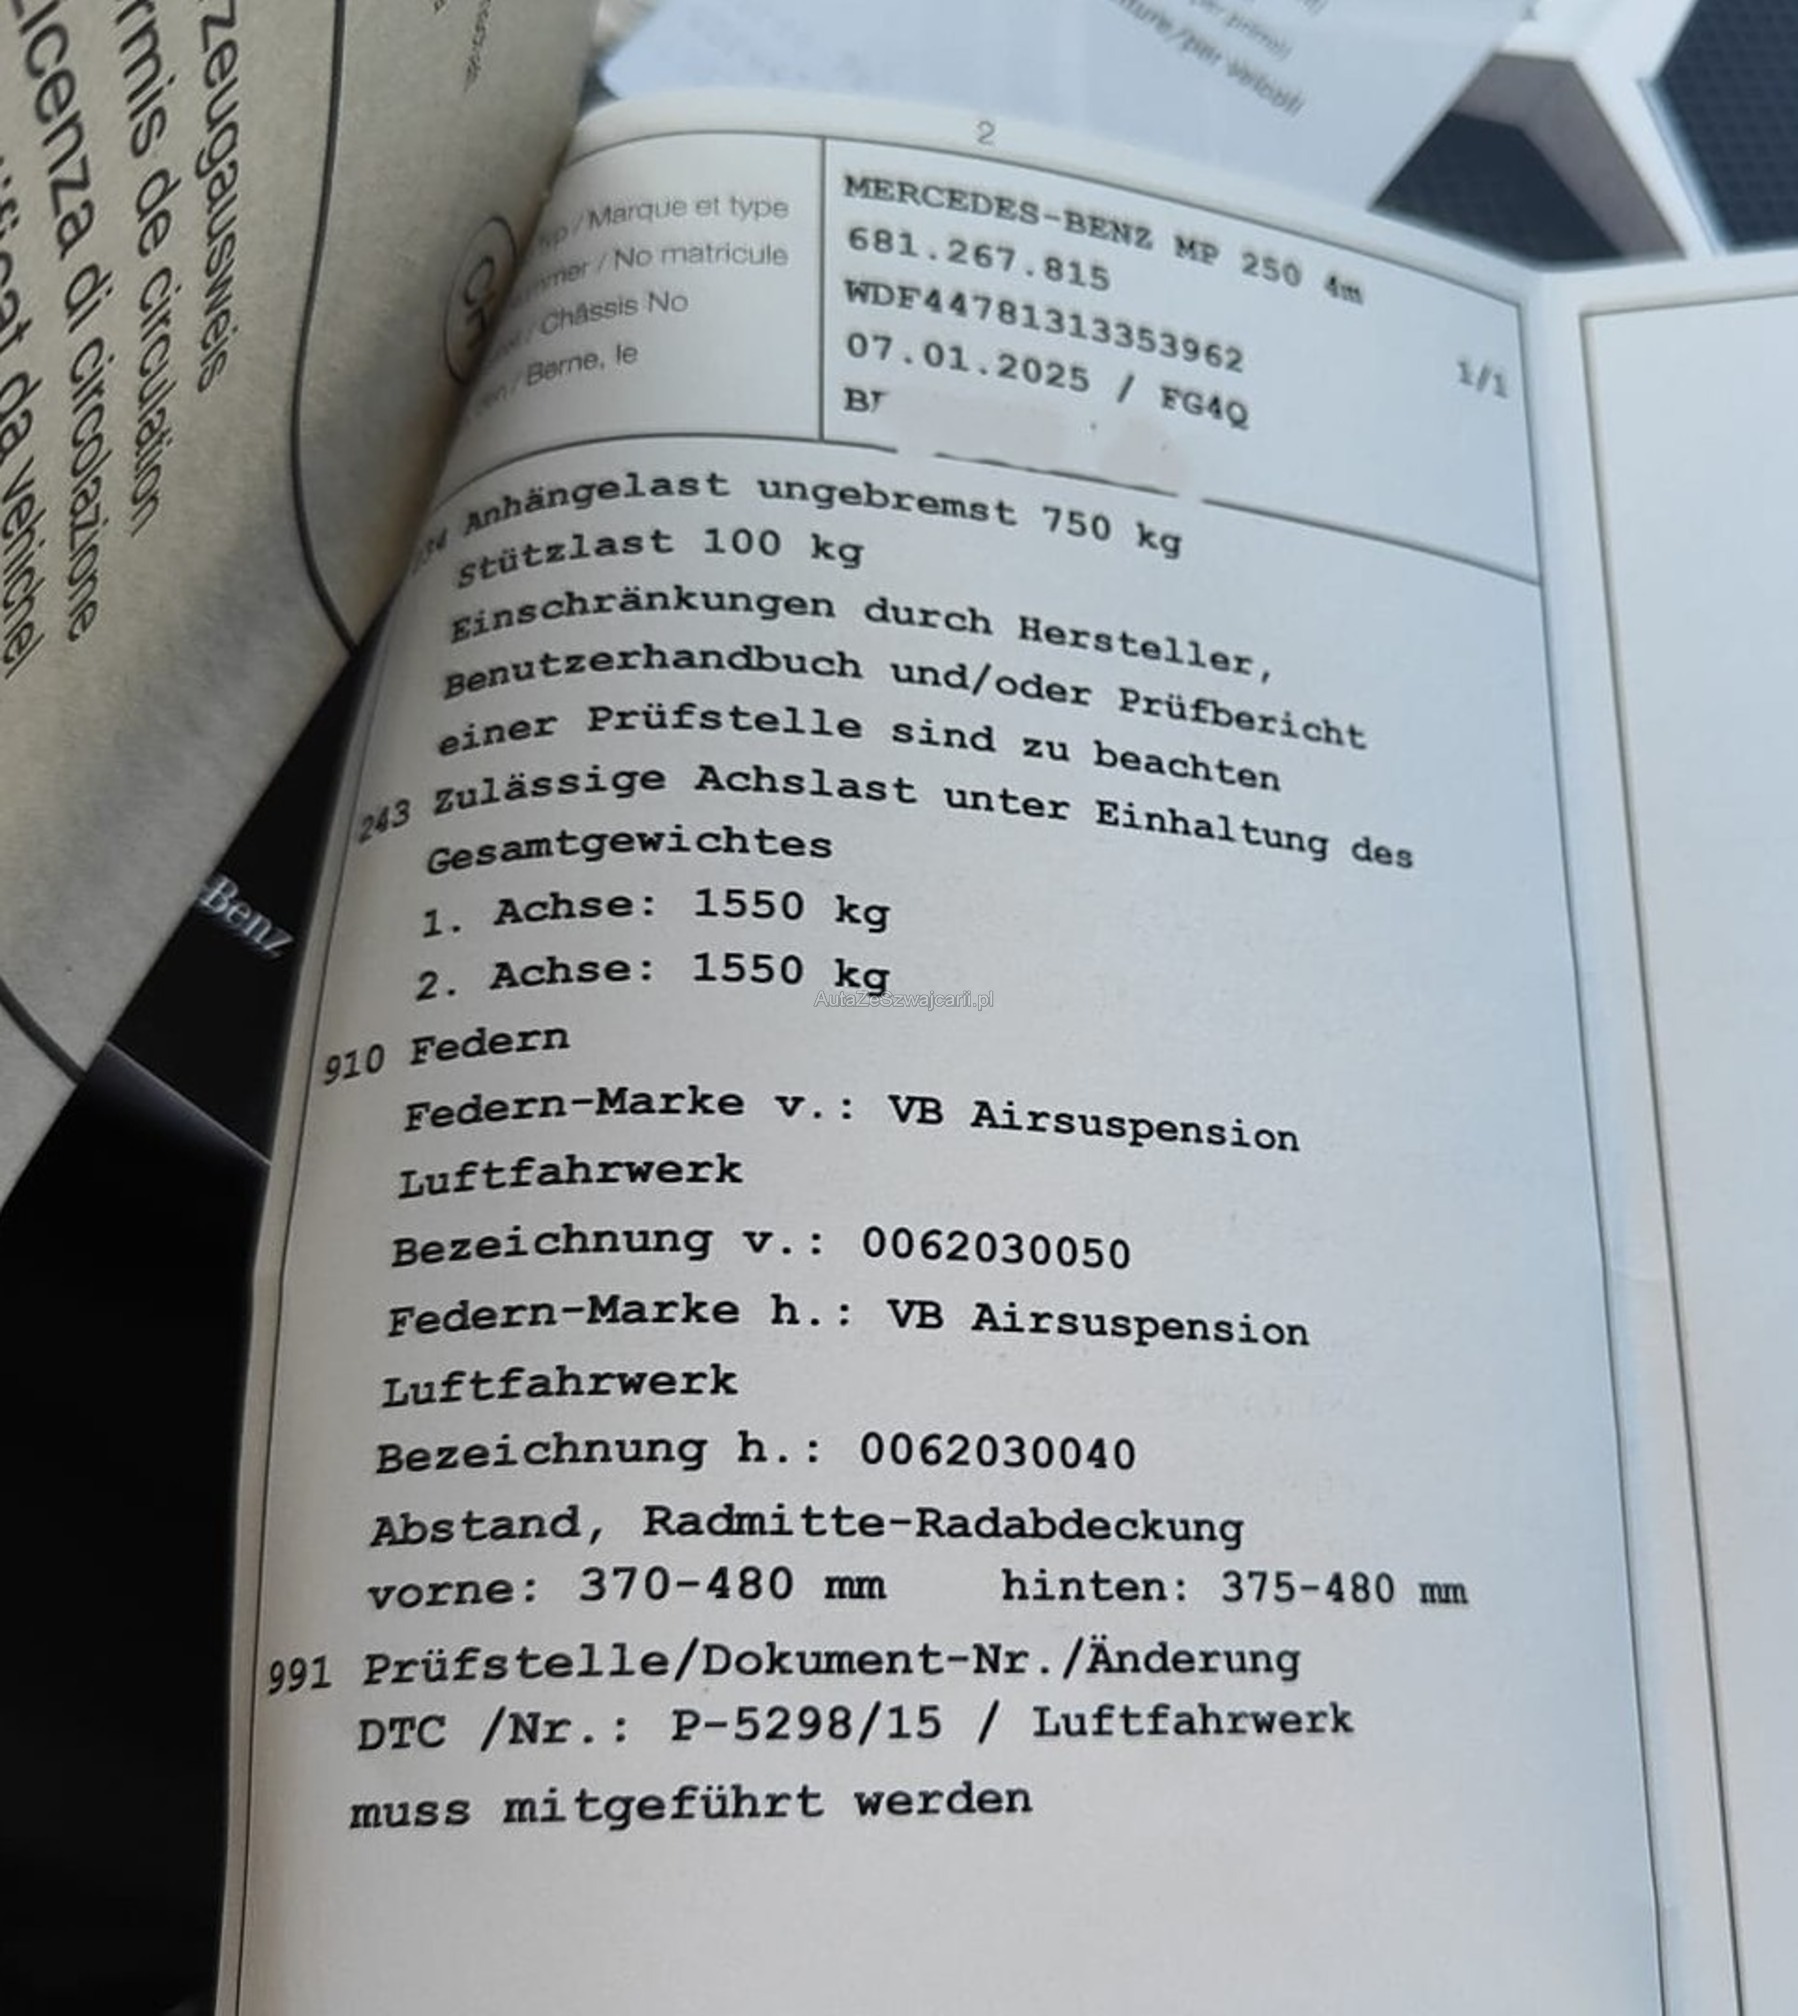 zeugausweis
rmis de circulation
icenza di circolazione
da vehichel
2
/ Marque et type
MERCEDES-BENZ MP 250 4m
/ No matricule
681.267.815
/ Châssis No
WDF44781313353962
1/1
/ Berne, le
07.01.2025 / FG4Q
CH
234 Anhängelast ungebremst 750 kg
Stützlast 100 kg
Einschränkungen durch Hersteller,
Benutzerhandbuch und/oder Prüfbericht
einer Prüfstelle sind zu beachten
243 Zulässige Achslast unter Einhaltung des
Gesamtgewichtes
1. Achse: 1550 kg
2. Achse: 1550 kg
AutaZeSzwajcarii.pl
910 Federn
Federn-Marke v.: VB Airsuspension
Luftfahrwerk
Bezeichnung v.: 0062030050
Federn-Marke h.: VB Airsuspension
Luftfahrwerk
Bezeichnung h.: 0062030040
Abstand, Radmitte-Radabdeckung
vorne: 370-480 mm hinten: 375-480 mm
991 Prüfstelle/Dokument-Nr./Änderung
DTC /Nr.: P-5298/15 / Luftfahrwerk
muss mitgeführt werden
-Benz